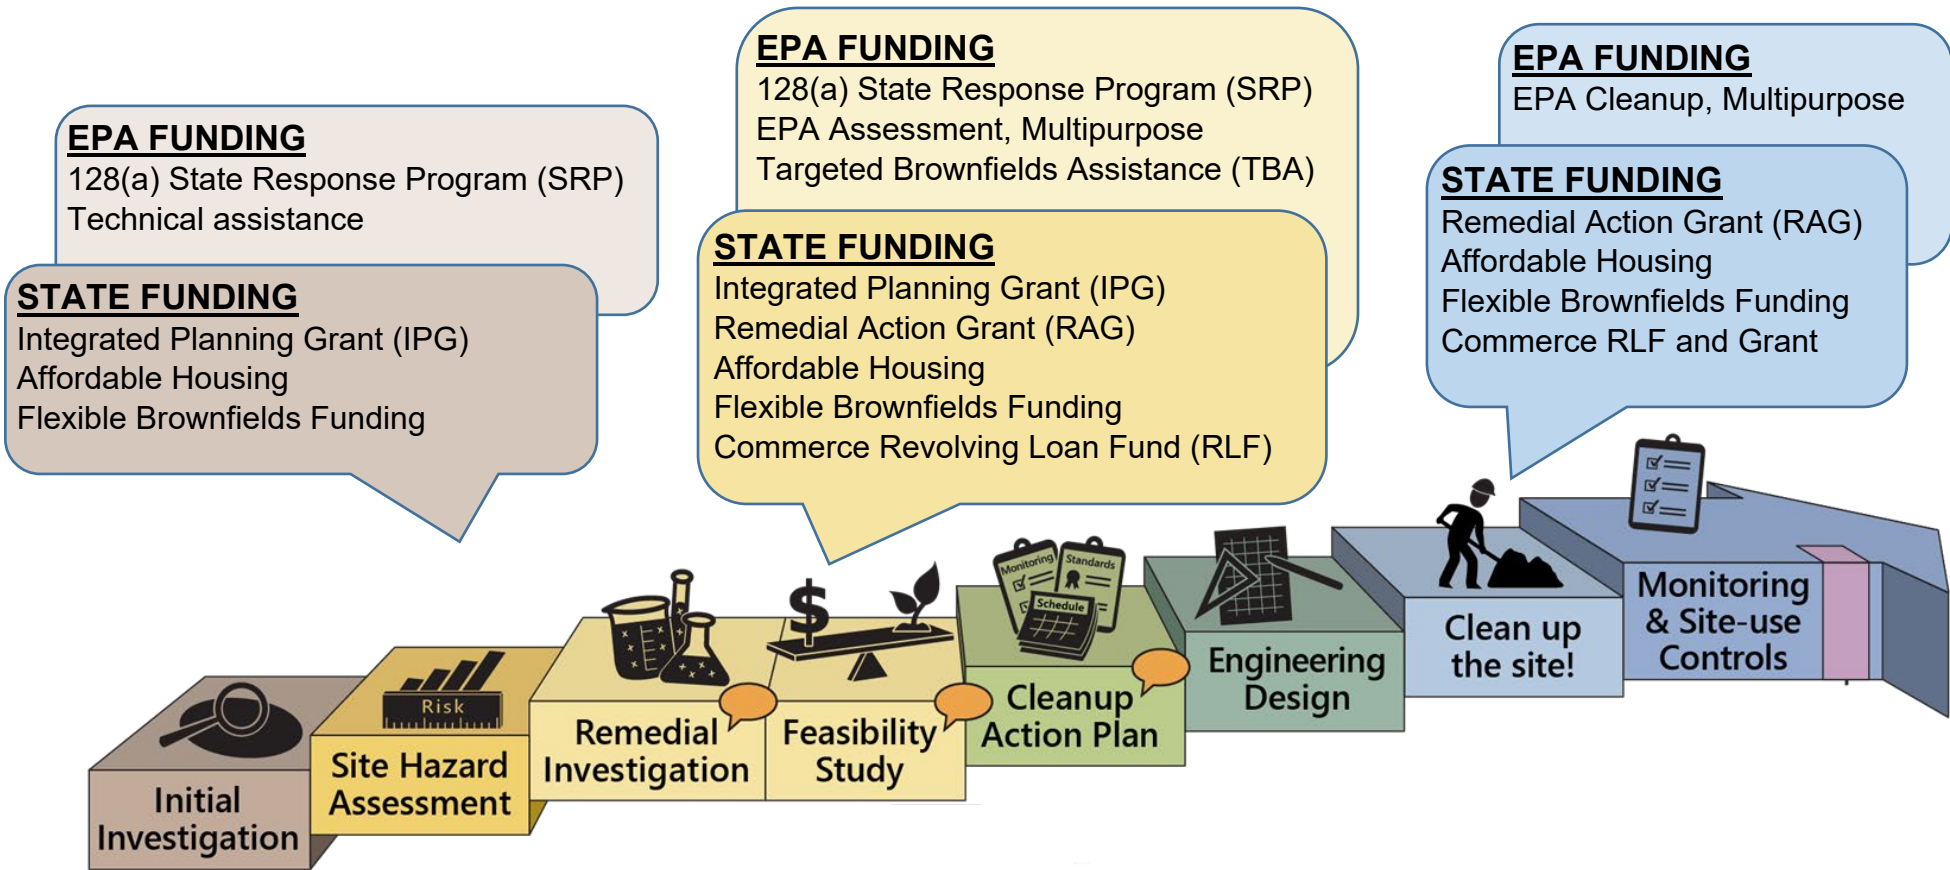 EPA FUNDING
128(a) State Response Program (SRP)
Technical assistance
STATE FUNDING
Integrated Planning Grant (IPG)
Affordable Housing
Flexible Brownfields Funding
EPA FUNDING
128(a) State Response Program (SRP)
EPA Assessment, Multipurpose
Targeted Brownfields Assistance (TBA)
STATE FUNDING
Integrated Planning Grant (IPG)
Remedial Action Grant (RAG)
Affordable Housing
Flexible Brownfields Funding
Commerce Revolving Loan Fund (RLF)
EPA FUNDING
EPA Cleanup, Multipurpose
STATE FUNDING
Remedial Action Grant (RAG)
Affordable Housing
Flexible Brownfields Funding
Commerce RLF and Grant
Initial
Investigation
Risk
Site Hazard
Assessment
Remedial
Investigation
$
Feasibility
Study
Monitoring
Standards
Schedule
Cleanup
Action Plan
Engineering
Design
Clean up
the site!
Monitoring
& Site-use
Controls